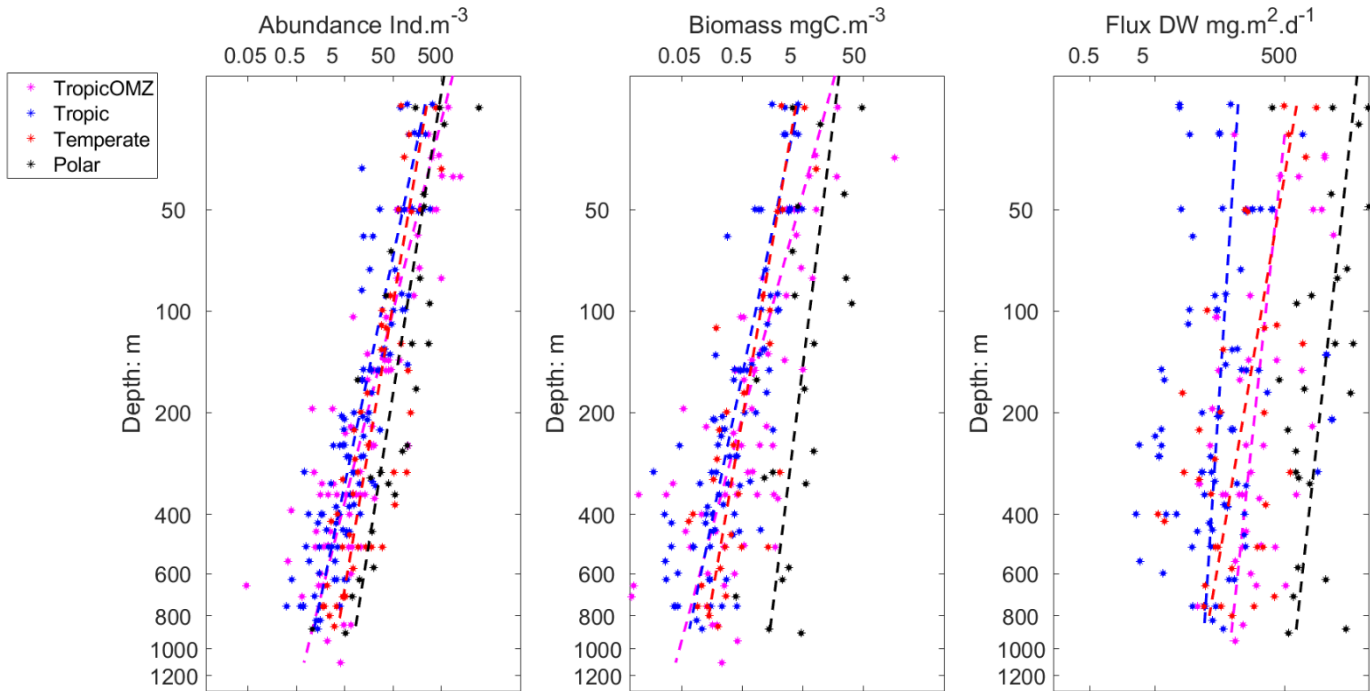 Abundance Ind.m-3
0.05 0.5 5 50 500
TropicOMZ
Tropic
Temperate
Polar
Depth: m
50
100
200
400
600
800
1000
1200
Biomass mgC.m-3
0.05 0.5 5 50
Depth: m
50
100
200
400
600
800
1000
1200
Flux DW mg.m2.d-1
0.5 5 500
Depth: m
50
100
200
400
600
800
1000
1200